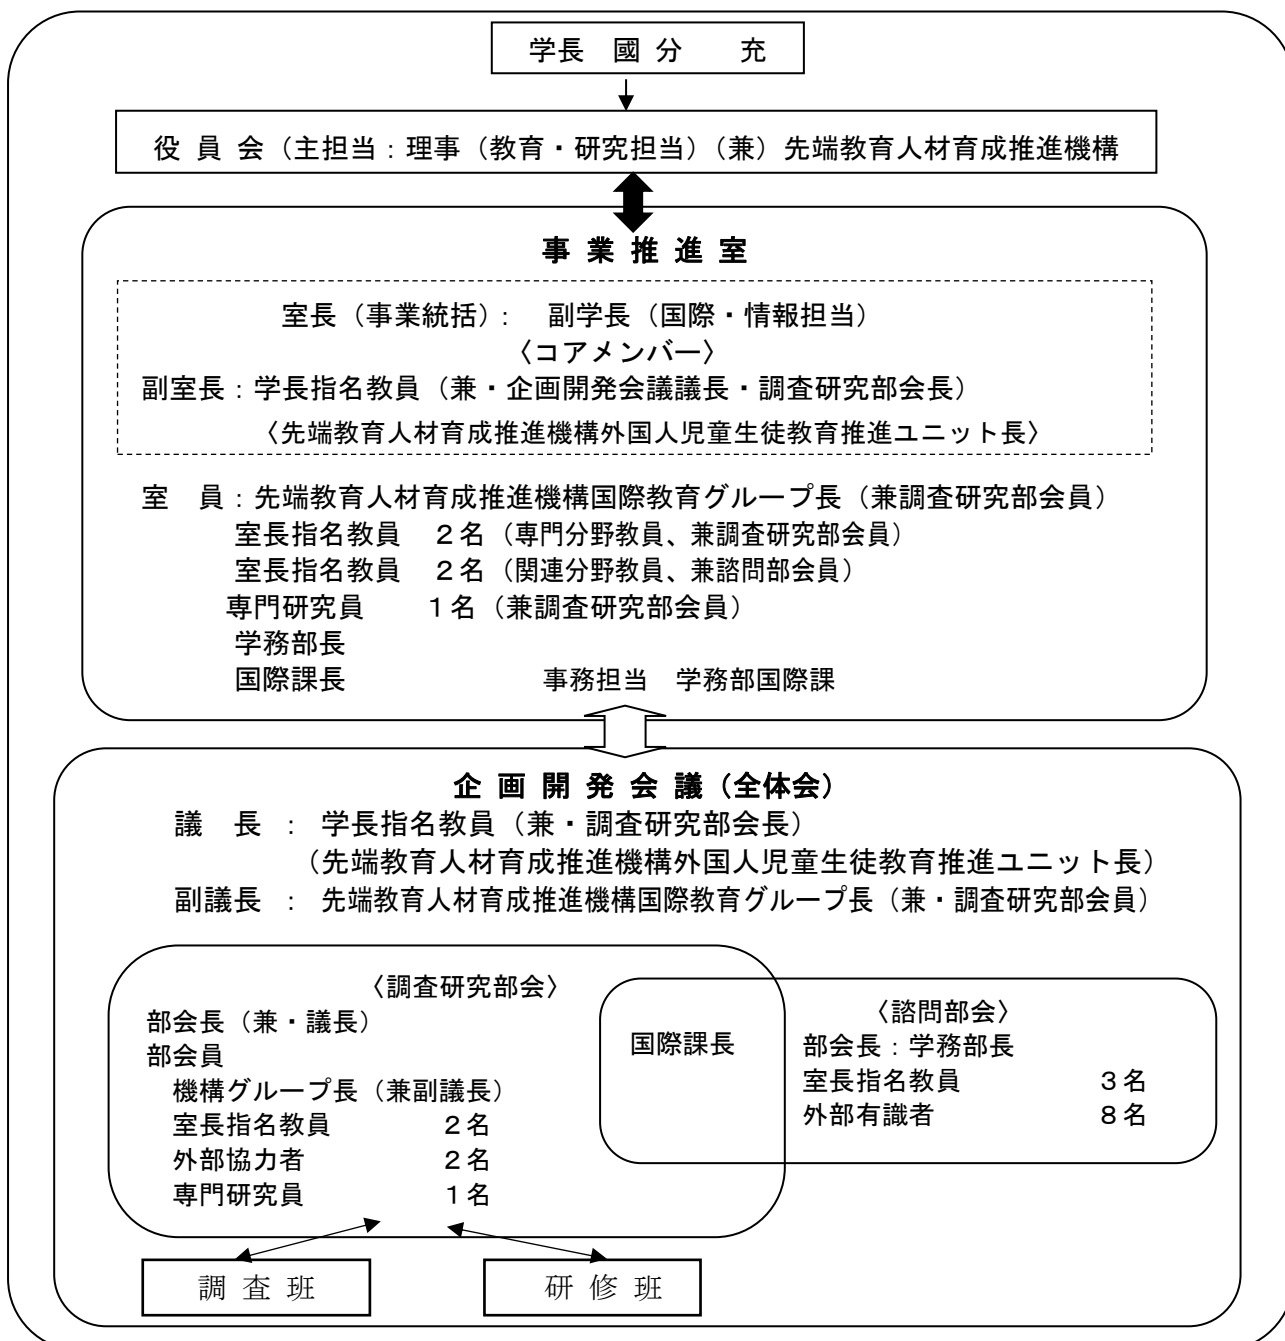 学長 國 分 充
役 員 会（主担当：理事（教育・研究担当）（兼）先端教育人材育成推進機構
事 業 推 進 室
室長（事業統括）： 副学長（国際・情報担当）
〈コアメンバー〉
副室長：学長指名教員（兼・企画開発会議議長・調査研究部会長）
〈先端教育人材育成推進機構外国人児童生徒教育推進ユニット長〉
室 員：先端教育人材育成推進機構国際教育グループ長（兼調査研究部会員）
室長指名教員 ２名（専門分野教員、兼調査研究部会員）
室長指名教員 ２名（関連分野教員、兼諮問部会員）
専門研究員 １名（兼調査研究部会員）
学務部長
国際課長 事務担当 学務部国際課
企 画 開 発 会 議（全体会）
議 長 ： 学長指名教員（兼・調査研究部会長）
（先端教育人材育成推進機構外国人児童生徒教育推進ユニット長）
副議長 ： 先端教育人材育成推進機構国際教育グループ長（兼・調査研究部会員）
〈調査研究部会〉
部会長（兼・議長）
部会員
機構グループ長（兼副議長）
室長指名教員 ２名
外部協力者 ２名
専門研究員 １名
国際課長
〈諮問部会〉
部会長：学務部長
室長指名教員 ３名
外部有識者 ８名
調 査 班
研 修 班